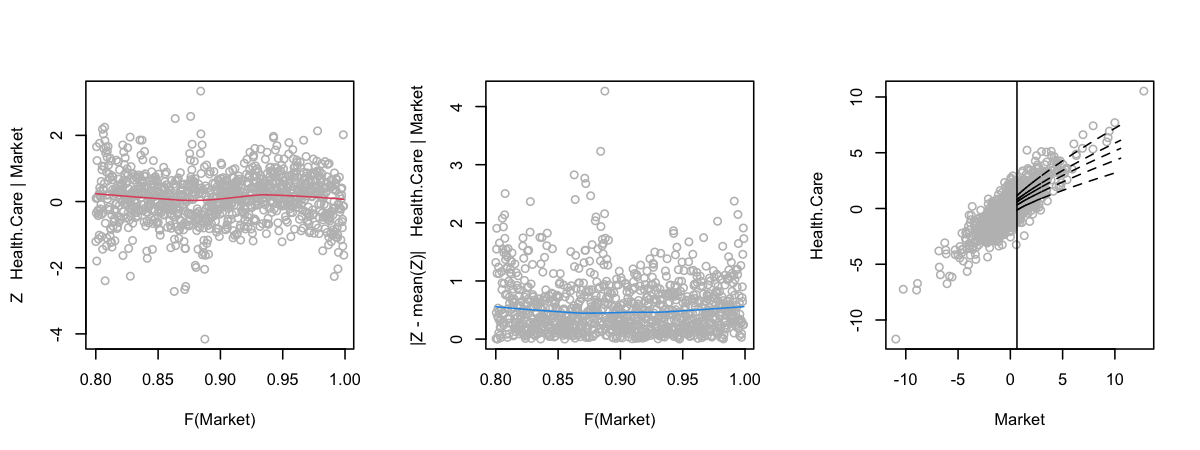 Z   Health.Care | Market
2
0
-2
-4
0.80 0.85 0.90 0.95 1.00
F(Market)
|Z - mean(Z)|   Health.Care | Market
4
3
2
1
0
0.80 0.85 0.90 0.95 1.00
F(Market)
Health.Care
10
5
0
-5
-10
-10 -5 0 5 10
Market